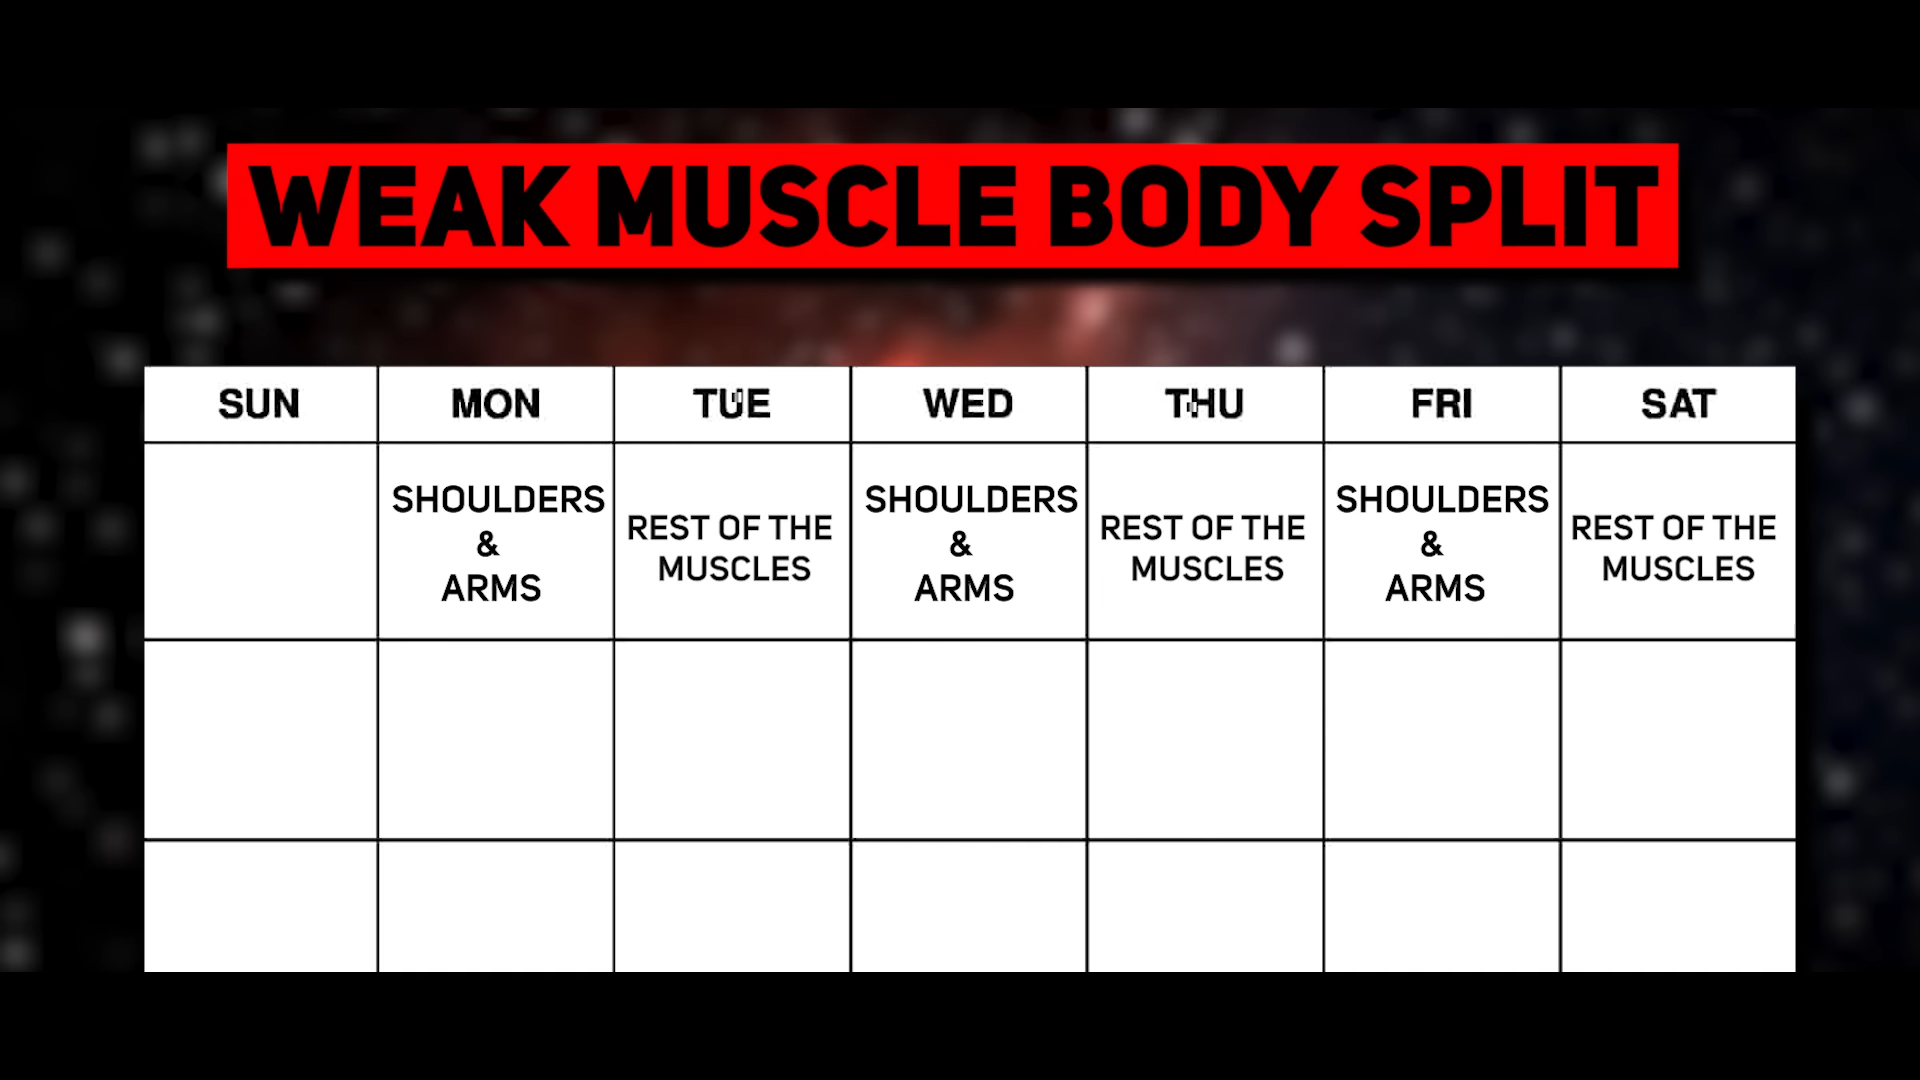 WEAK MUSCLE BODY SPLIT
SUN MON TUE WED THU FRI SAT
SHOULDERS
&
ARMS
REST OF THE
MUSCLES
SHOULDERS
&
ARMS
REST OF THE
MUSCLES
SHOULDERS
&
ARMS
REST OF THE
MUSCLES